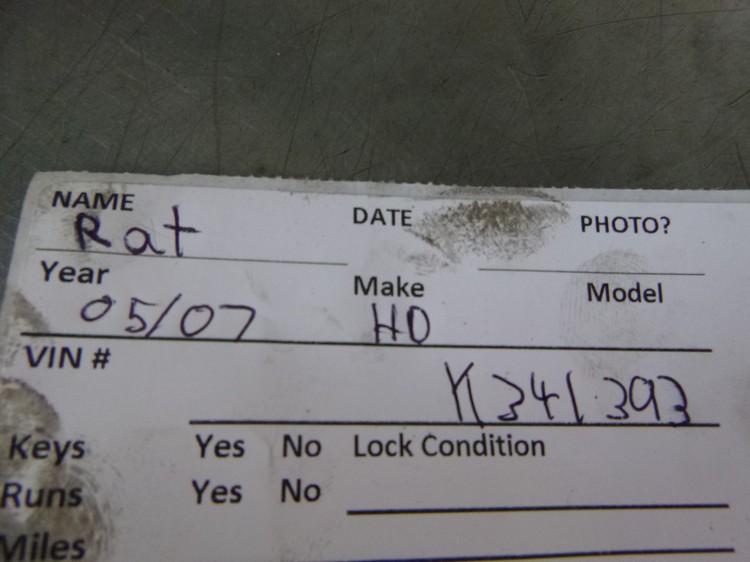 NAME DATE PHOTO?
Rat
Year Make Model
05/07 HD
VIN #
K341393
Keys Yes No Lock Condition
Runs Yes No
Miles